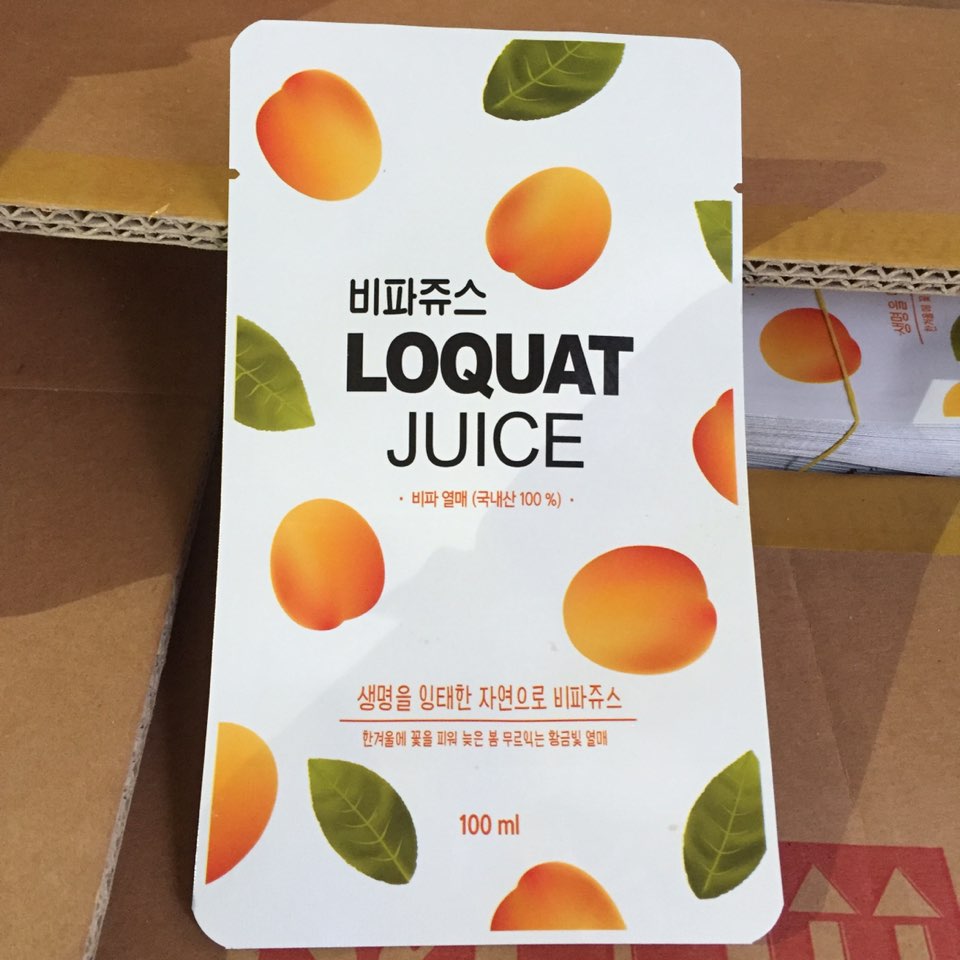 비파쥬스
LOQUAT
JUICE
· 비파 열매 (국내산 100 %) ·
생명을 잉태한 자연으로 비파쥬스
한겨울에 꽃을 피워 늦은 봄 무르익는 황금빛 열매
100 ml